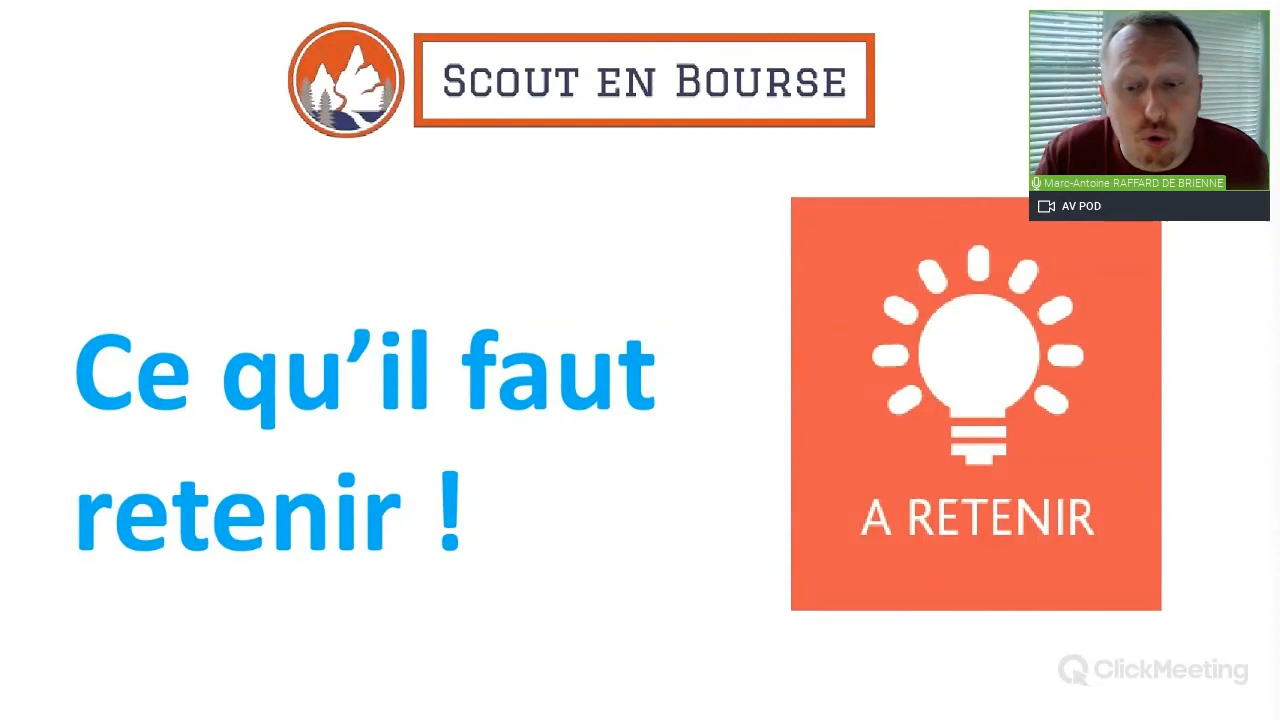 SCOUT EN BOURSE
Marc-Antoine RAFFARD DE BRIENNE
AV POD
Ce qu’il faut
retenir !
A RETENIR
ClickMeeting